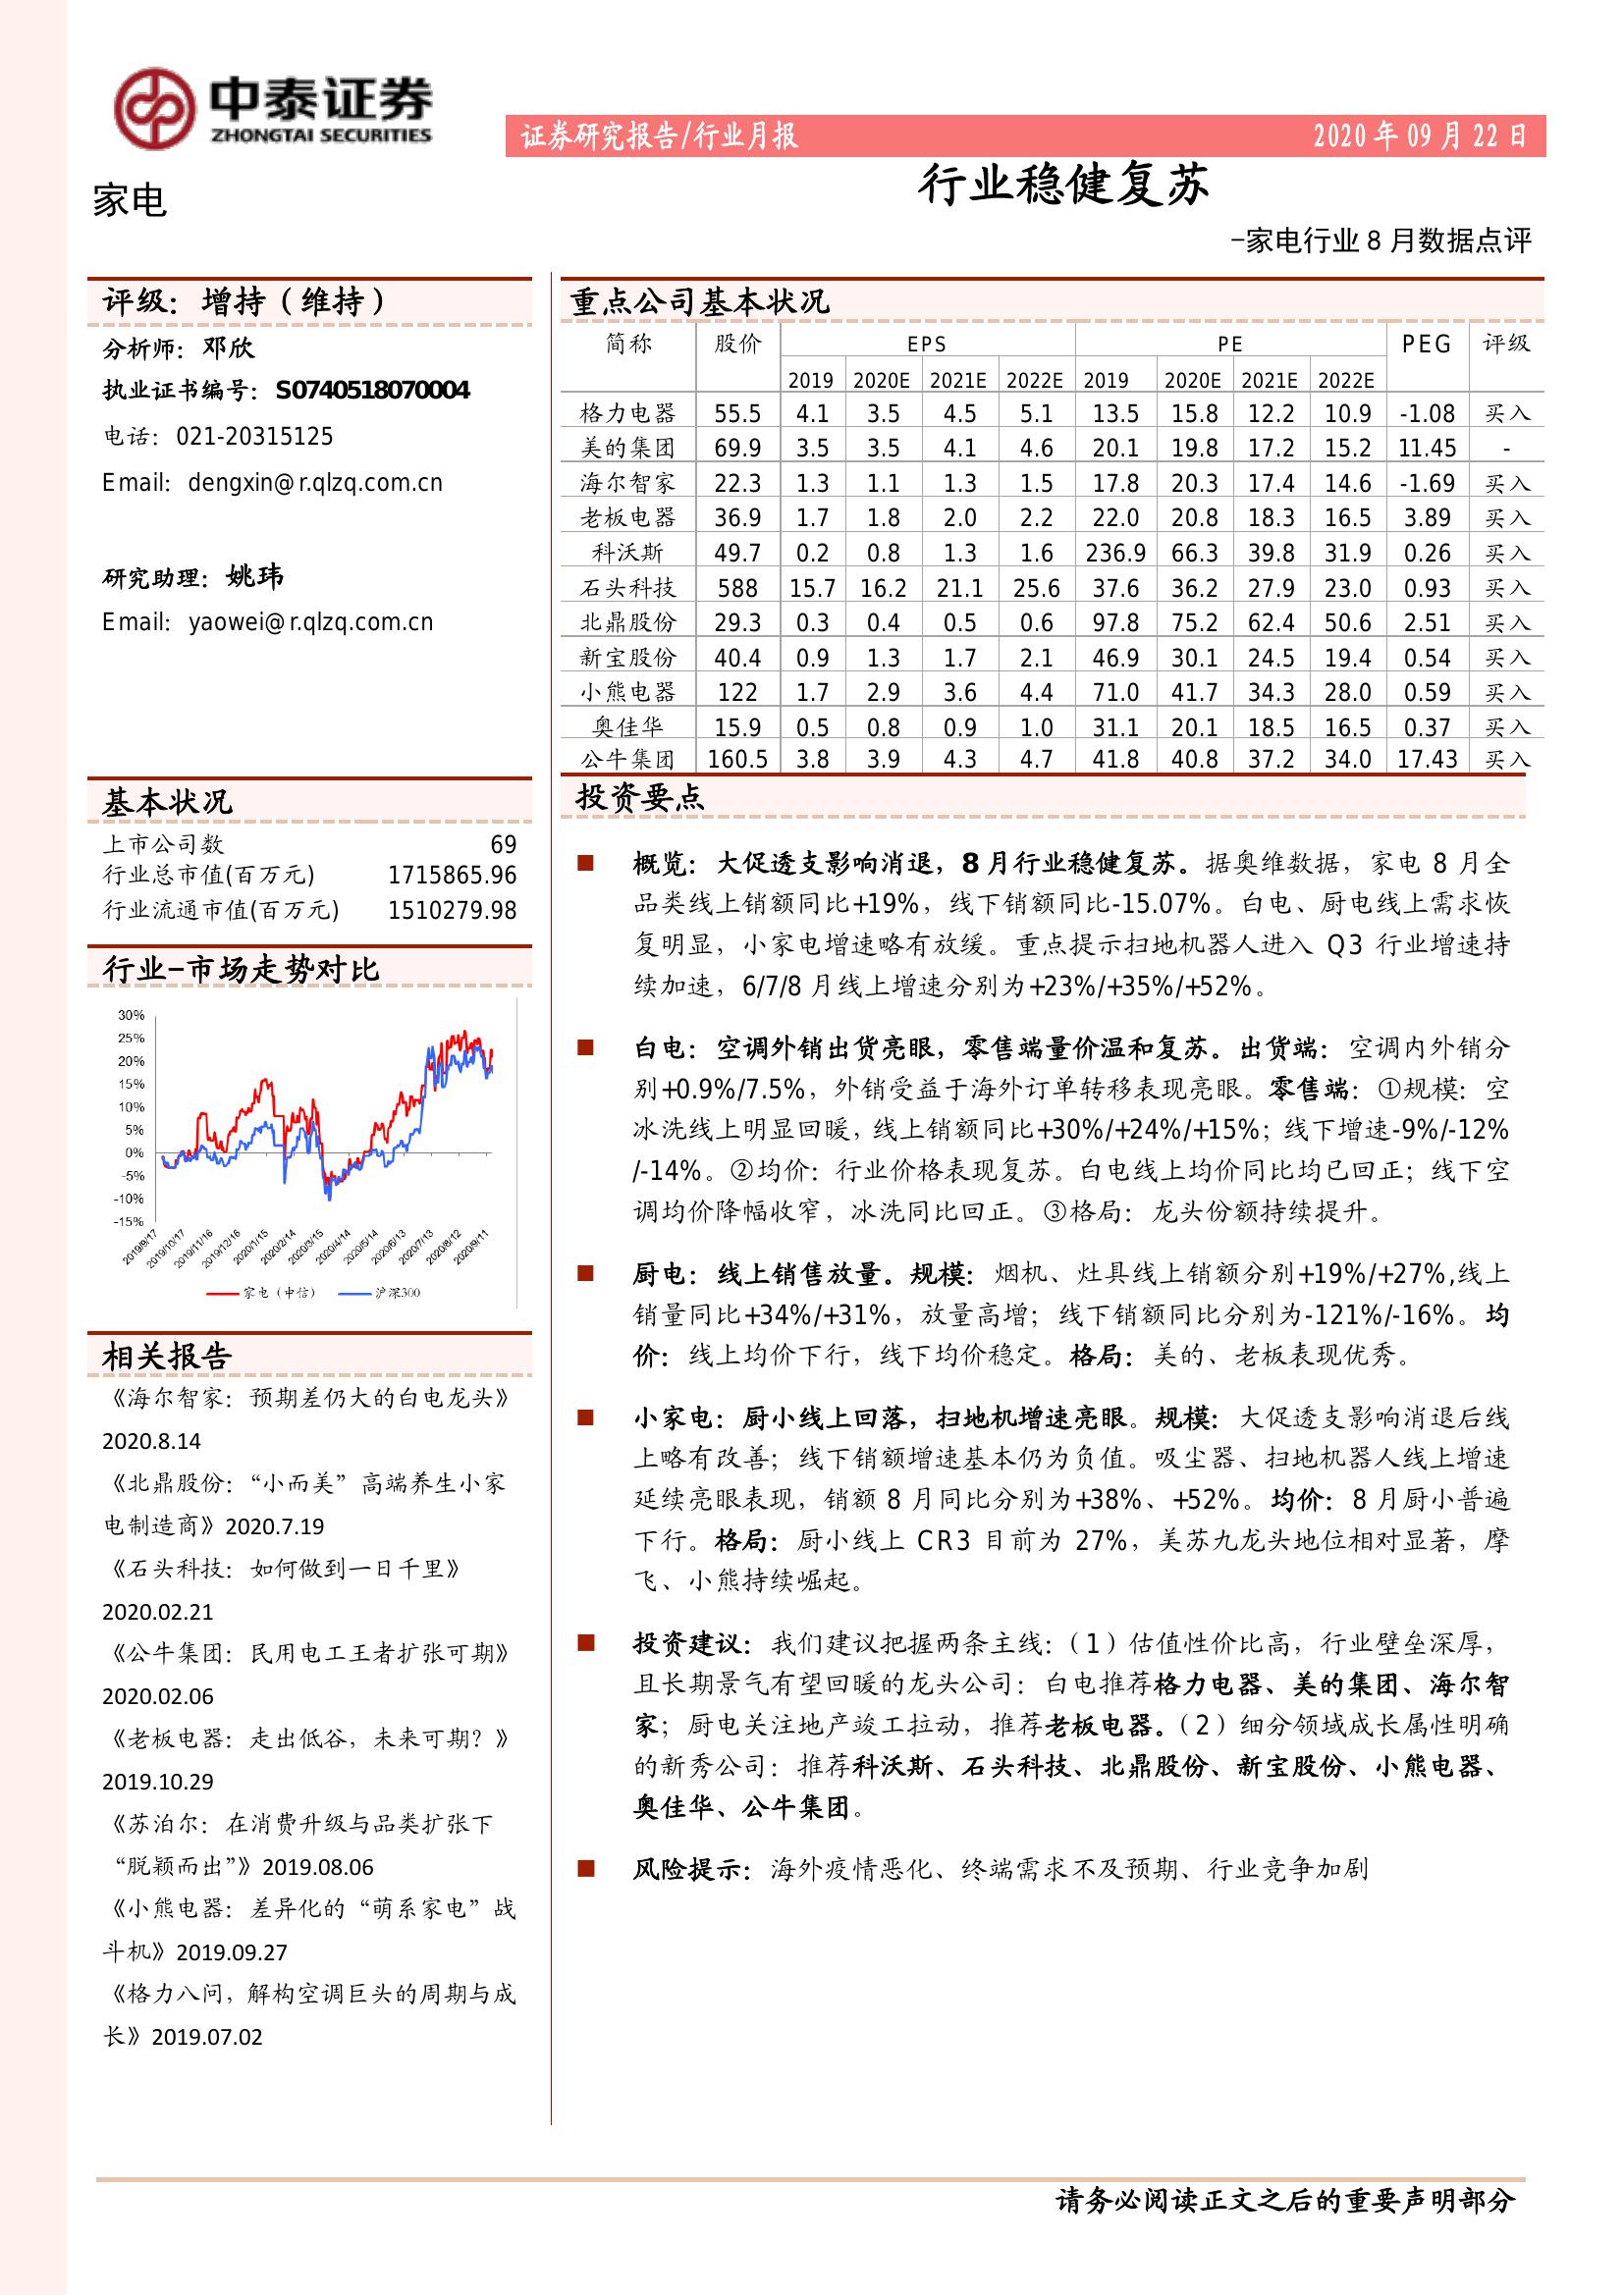 中泰证券
ZHONGTAI SECURITIES
证券研究报告/行业月报 2020 年 09 月 22 日
家电
行业稳健复苏
-家电行业 8 月数据点评
评级：增持（维持）
分析师：邓欣
执业证书编号：S0740518070004
电话：021-20315125
Email：dengxin@r.qlzq.com.cn
研究助理：姚玮
Email：yaowei@r.qlzq.com.cn
基本状况
上市公司数 69
行业总市值(百万元) 1715865.96
行业流通市值(百万元) 1510279.98
行业-市场走势对比
30%
25%
20%
15%
10%
5%
0%
-5%
-10%
-15%
2019/9/17 2019/10/17 2019/11/16 2019/12/16 2020/1/15 2020/2/14 2020/3/15 2020/4/14 2020/5/14 2020/6/13 2020/7/13 2020/8/12 2020/9/11
家电（中信） 沪深300
相关报告
《海尔智家：预期差仍大的白电龙头》
2020.8.14
《北鼎股份：“小而美”高端养生小家
电制造商》2020.7.19
《石头科技：如何做到一日千里》
2020.02.21
《公牛集团：民用电工王者扩张可期》
2020.02.06
《老板电器：走出低谷，未来可期？》
2019.10.29
《苏泊尔：在消费升级与品类扩张下
“脱颖而出”》2019.08.06
《小熊电器：差异化的“萌系家电”战
斗机》2019.09.27
《格力八问，解构空调巨头的周期与成
长》2019.07.02
重点公司基本状况
简称 股价 EPS PE PEG 评级
2019 2020E 2021E 2022E 2019 2020E 2021E 2022E
格力电器 55.5 4.1 3.5 4.5 5.1 13.5 15.8 12.2 10.9 -1.08 买入
美的集团 69.9 3.5 3.5 4.1 4.6 20.1 19.8 17.2 15.2 11.45 -
海尔智家 22.3 1.3 1.1 1.3 1.5 17.8 20.3 17.4 14.6 -1.69 买入
老板电器 36.9 1.7 1.8 2.0 2.2 22.0 20.8 18.3 16.5 3.89 买入
科沃斯 49.7 0.2 0.8 1.3 1.6 236.9 66.3 39.8 31.9 0.26 买入
石头科技 588 15.7 16.2 21.1 25.6 37.6 36.2 27.9 23.0 0.93 买入
北鼎股份 29.3 0.3 0.4 0.5 0.6 97.8 75.2 62.4 50.6 2.51 买入
新宝股份 40.4 0.9 1.3 1.7 2.1 46.9 30.1 24.5 19.4 0.54 买入
小熊电器 122 1.7 2.9 3.6 4.4 71.0 41.7 34.3 28.0 0.59 买入
奥佳华 15.9 0.5 0.8 0.9 1.0 31.1 20.1 18.5 16.5 0.37 买入
公牛集团 160.5 3.8 3.9 4.3 4.7 41.8 40.8 37.2 34.0 17.43 买入
投资要点
■ 概览：大促透支影响消退，8 月行业稳健复苏。据奥维数据，家电 8 月全
品类线上销额同比+19%，线下销额同比-15.07%。白电、厨电线上需求恢
复明显，小家电增速略有放缓。重点提示扫地机器人进入 Q3 行业增速持
续加速，6/7/8 月线上增速分别为+23%/+35%/+52%。
■ 白电：空调外销出货亮眼，零售端量价温和复苏。出货端：空调内外销分
别+0.9%/7.5%，外销受益于海外订单转移表现亮眼。零售端：①规模：空
冰洗线上明显回暖，线上销额同比+30%/+24%/+15%；线下增速-9%/-12%
/-14%。②均价：行业价格表现复苏。白电线上均价同比均已回正；线下空
调均价降幅收窄，冰洗同比回正。③格局：龙头份额持续提升。
■ 厨电：线上销售放量。规模：烟机、灶具线上销额分别+19%/+27%,线上
销量同比+34%/+31%，放量高增；线下销额同比分别为-121%/-16%。均
价：线上均价下行，线下均价稳定。格局：美的、老板表现优秀。
■ 小家电：厨小线上回落，扫地机增速亮眼。规模：大促透支影响消退后线
上略有改善；线下销额增速基本仍为负值。吸尘器、扫地机器人线上增速
延续亮眼表现，销额 8 月同比分别为+38%、+52%。均价：8 月厨小普遍
下行。格局：厨小线上 CR3 目前为 27%，美苏九龙头地位相对显著，摩
飞、小熊持续崛起。
■ 投资建议：我们建议把握两条主线：（1）估值性价比高，行业壁垒深厚，
且长期景气有望回暖的龙头公司：白电推荐格力电器、美的集团、海尔智
家；厨电关注地产竣工拉动，推荐老板电器。（2）细分领域成长属性明确
的新秀公司：推荐科沃斯、石头科技、北鼎股份、新宝股份、小熊电器、
奥佳华、公牛集团。
■ 风险提示：海外疫情恶化、终端需求不及预期、行业竞争加剧
请务必阅读正文之后的重要声明部分